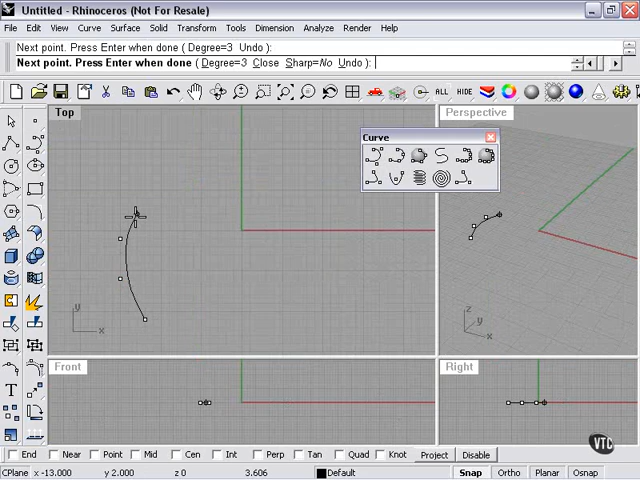 Untitled - Rhinoceros (Not For Resale)
File Edit View Curve Surface Solid Transform Tools Dimension Analyze Render Help
Next point. Press Enter when done ( Degree=3 Undo ):
Next point. Press Enter when done ( Degree=3 Close Sharp=No Undo ):
ALL HIDE
Top
Perspective
Curve
y
x
z
y
x
T
Front
Right
VTC
End Near Point Mid Cen Int Perp Tan Quad Knot Project Disable
CPlane x -13.000 y 2.000 z 0 3.606 Default Snap Ortho Planar Osnap